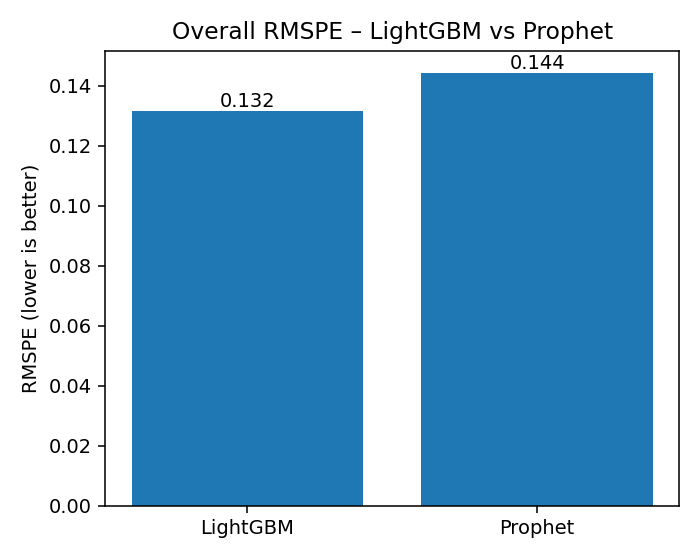 Overall RMSPE – LightGBM vs Prophet
RMSPE (lower is better)
0.14
0.12
0.10
0.08
0.06
0.04
0.02
0.00
0.132
0.144
LightGBM
Prophet